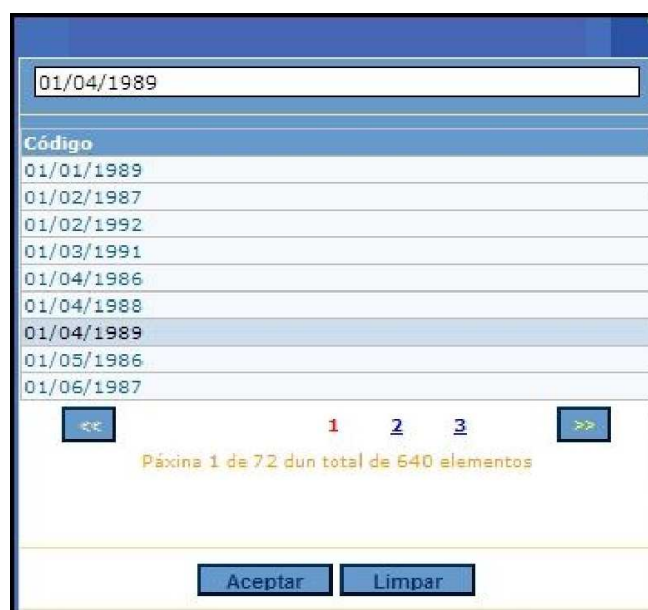 01/04/1989
Código
01/01/1989
01/02/1987
01/02/1992
01/03/1991
01/04/1986
01/04/1988
01/04/1989
01/05/1986
01/06/1987
<< 1 2 3 >>
Páxina 1 de 72 dun total de 640 elementos
Aceptar Limpar